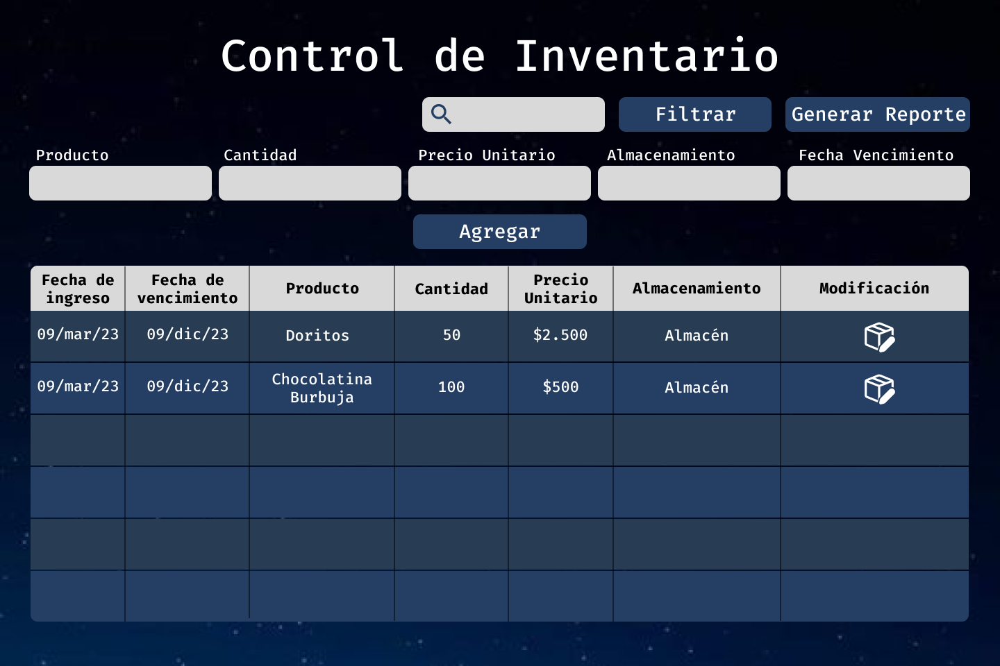 Control de Inventario
Filtrar
Generar Reporte
Producto
Cantidad
Precio Unitario
Almacenamiento
Fecha Vencimiento
Agregar
Fecha de
ingreso
Fecha de
vencimiento
Producto
Cantidad
Precio
Unitario
Almacenamiento
Modificación
09/mar/23
09/dic/23
Doritos
50
$2.500
Almacén
09/mar/23
09/dic/23
Chocolatina
Burbuja
100
$500
Almacén